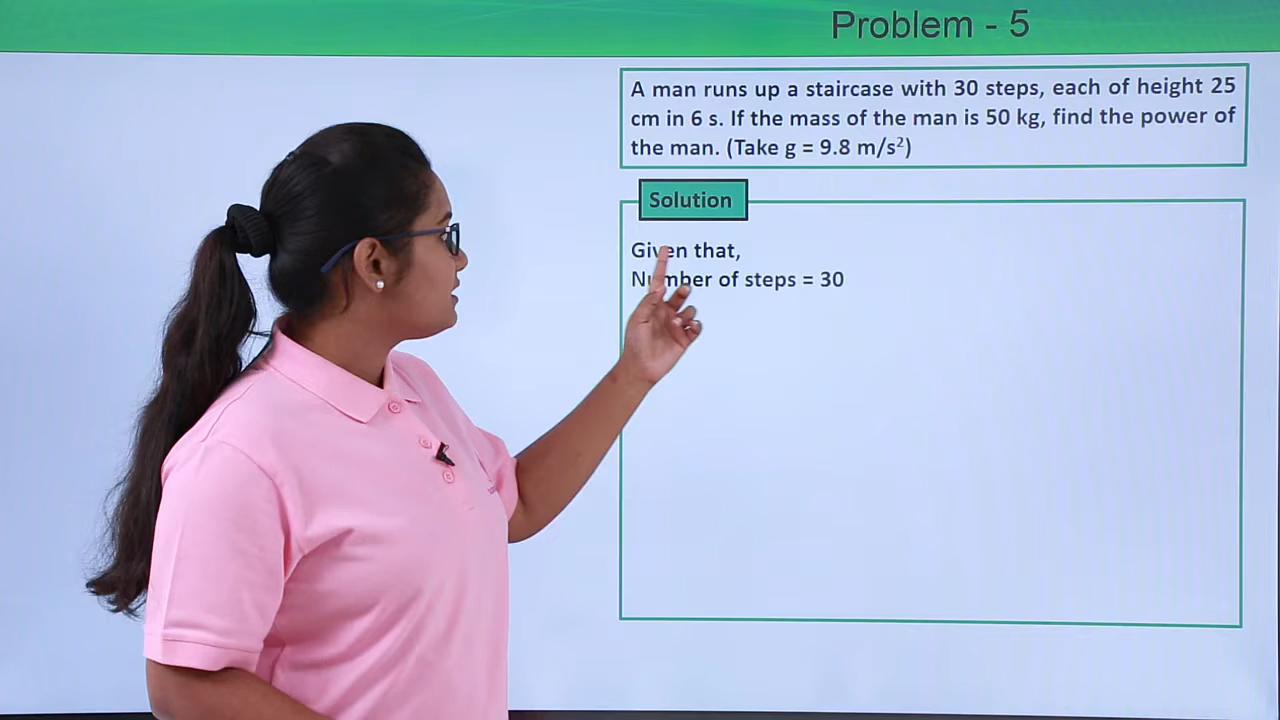 Problem - 5
A man runs up a staircase with 30 steps, each of height 25
cm in 6 s. If the mass of the man is 50 kg, find the power of
the man. (Take g = 9.8 m/s²)
Solution
Given that,
Number of steps = 30